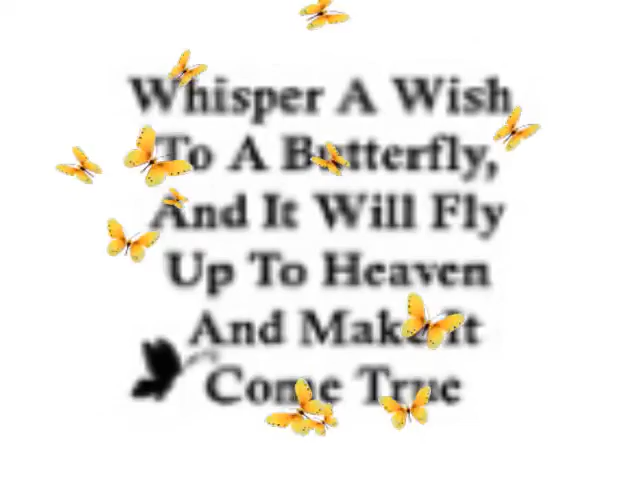 Whisper A Wish
To A Butterfly,
And It Will Fly
Up To Heaven
And Make It
Come True